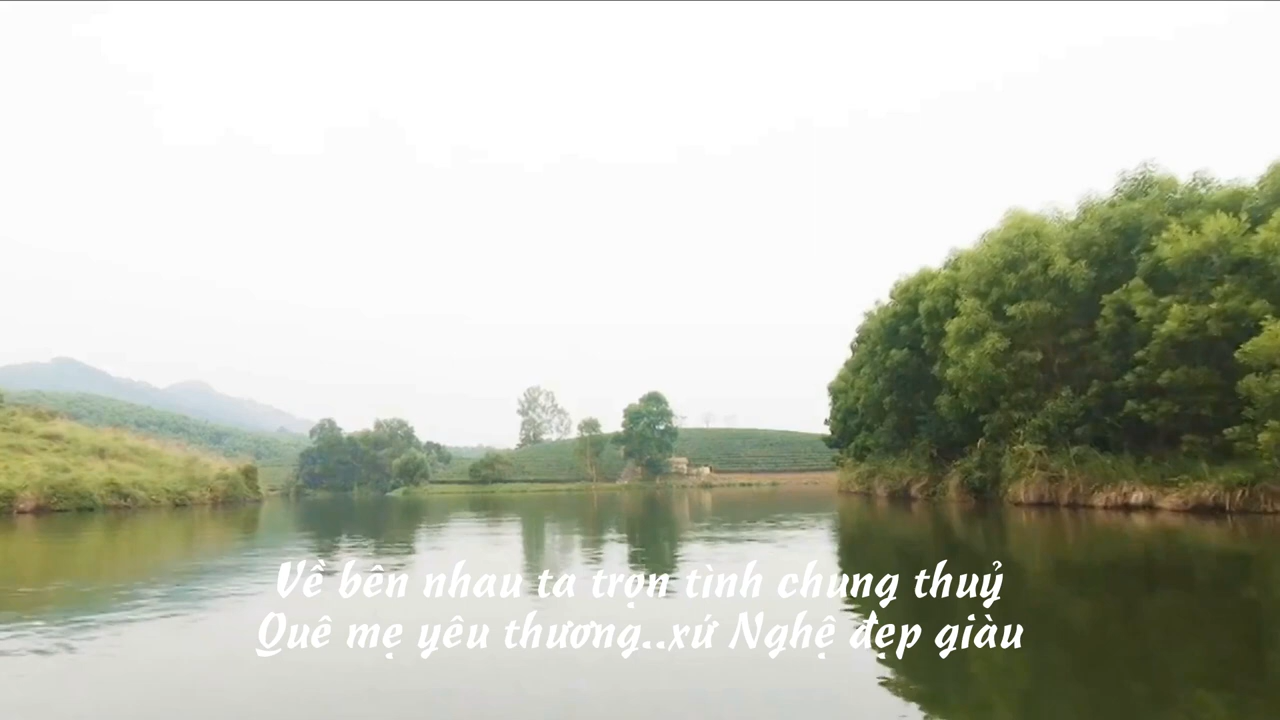 Về bên nhau ta trọn tình chung thuỷ
Quê mẹ yêu thương..xứ Nghệ đẹp giàu